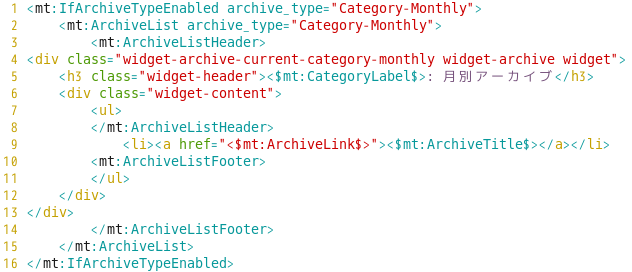 1 <mt:IfArchiveTypeEnabled archive_type="Category-Monthly">
2     <mt:ArchiveList archive_type="Category-Monthly">
3         <mt:ArchiveListHeader>
4 <div class="widget-archive-current-category-monthly widget-archive widget">
5     <h3 class="widget-header"><$mt:CategoryLabel$>: 月別アーカイブ</h3>
6     <div class="widget-content">
7         <ul>
8         </mt:ArchiveListHeader>
9             <li><a href="<$mt:ArchiveLink$>"><$mt:ArchiveTitle$></a></li>
10         <mt:ArchiveListFooter>
11         </ul>
12     </div>
13 </div>
14         </mt:ArchiveListFooter>
15     </mt:ArchiveList>
16 </mt:IfArchiveTypeEnabled>